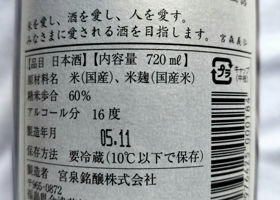 米を愛し、酒を愛し、人を愛す。
みなさまに愛される酒を目指します。
【品目 日本酒】【内容量 720ml】
原材料名 米(国産)、米麹(国産米)
精米歩合 60%
アルコール分 16度
製造年月 05.11
保存方法 要冷蔵(10℃以下で保存)
製造者 宮泉銘醸株式会社
〒965-0872
プラ